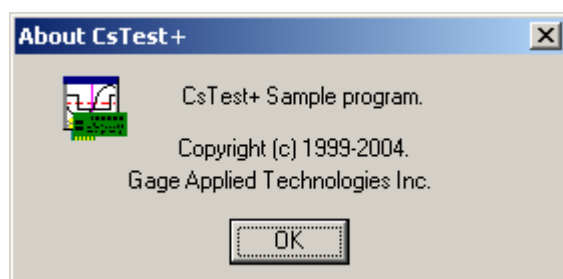 About CsTest+
CsTest+ Sample program.
Copyright (c) 1999-2004.
Gage Applied Technologies Inc.
OK